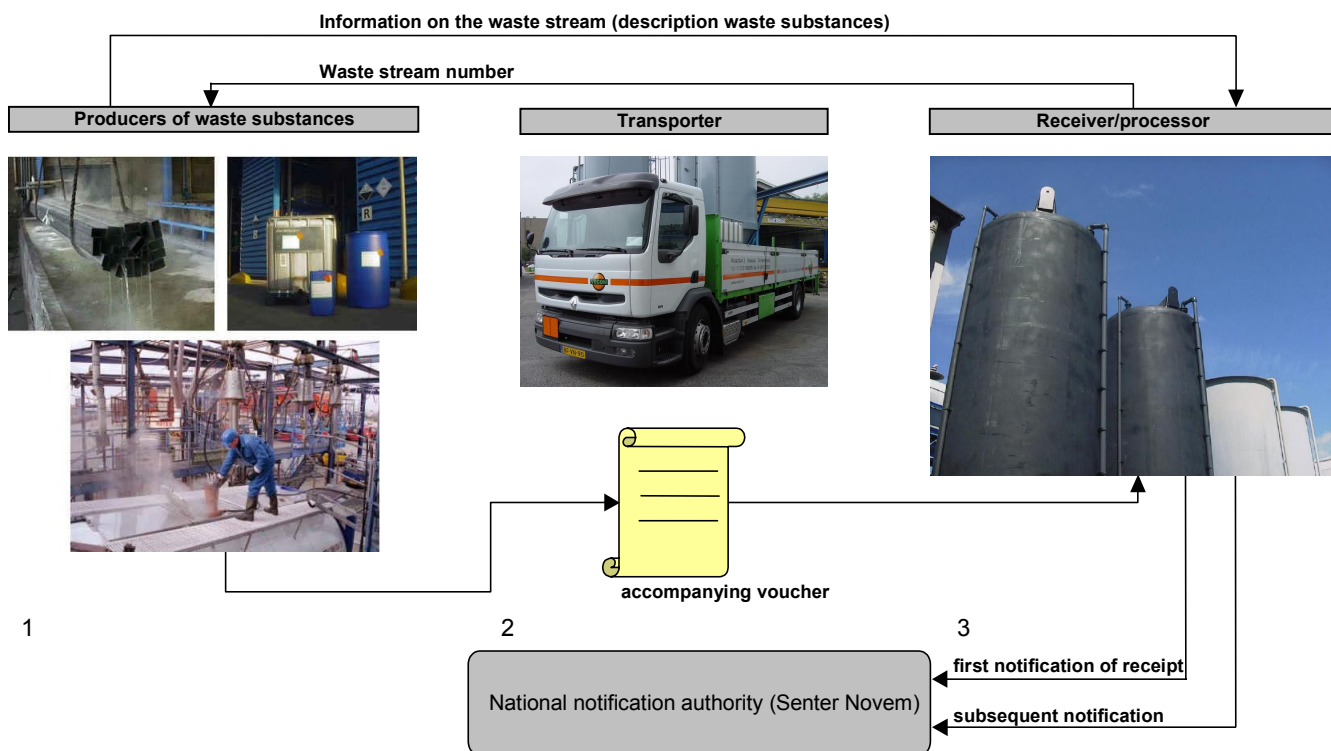 Information on the waste stream (description waste substances)
Waste stream number
Producers of waste substances
Transporter
Receiver/processor
R
accompanying voucher
1
2
3
first notification of receipt
National notification authority (Senter Novem)
subsequent notification